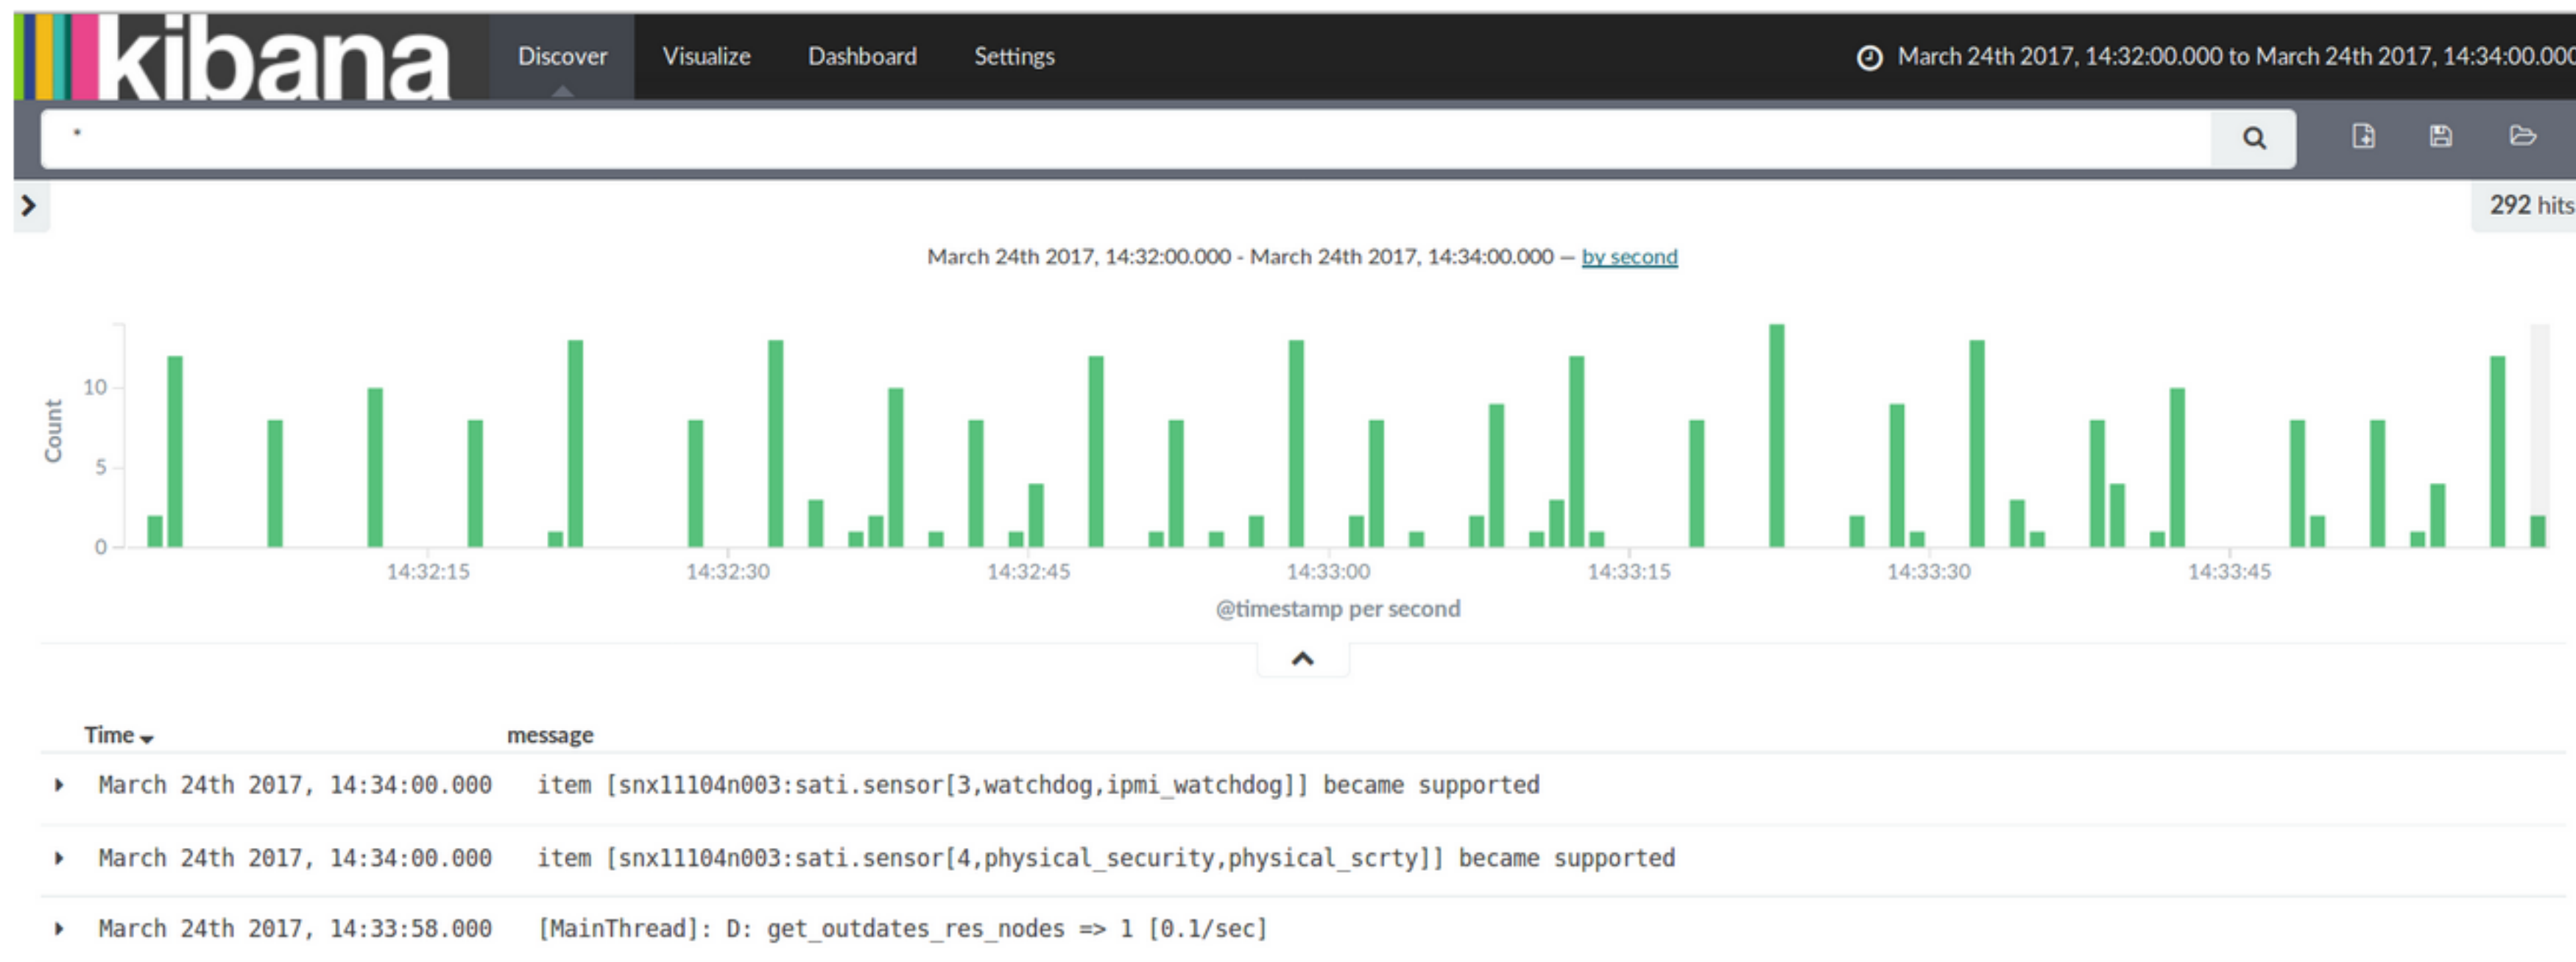 kibana Discover Visualize Dashboard Settings March 24th 2017, 14:32:00.000 to March 24th 2017, 14:34:00.000
*
292 hits
March 24th 2017, 14:32:00.000 - March 24th 2017, 14:34:00.000 — by second
10
5
0
Count
14:32:15 14:32:30 14:32:45 14:33:00 14:33:15 14:33:30 14:33:45
@timestamp per second
Time message
March 24th 2017, 14:34:00.000 item [snx11104n003:sati.sensor[3,watchdog,ipmi_watchdog]] became supported
March 24th 2017, 14:34:00.000 item [snx11104n003:sati.sensor[4,physical_security,physical_scrty]] became supported
March 24th 2017, 14:33:58.000 [MainThread]: D: get_outdates_res_nodes => 1 [0.1/sec]